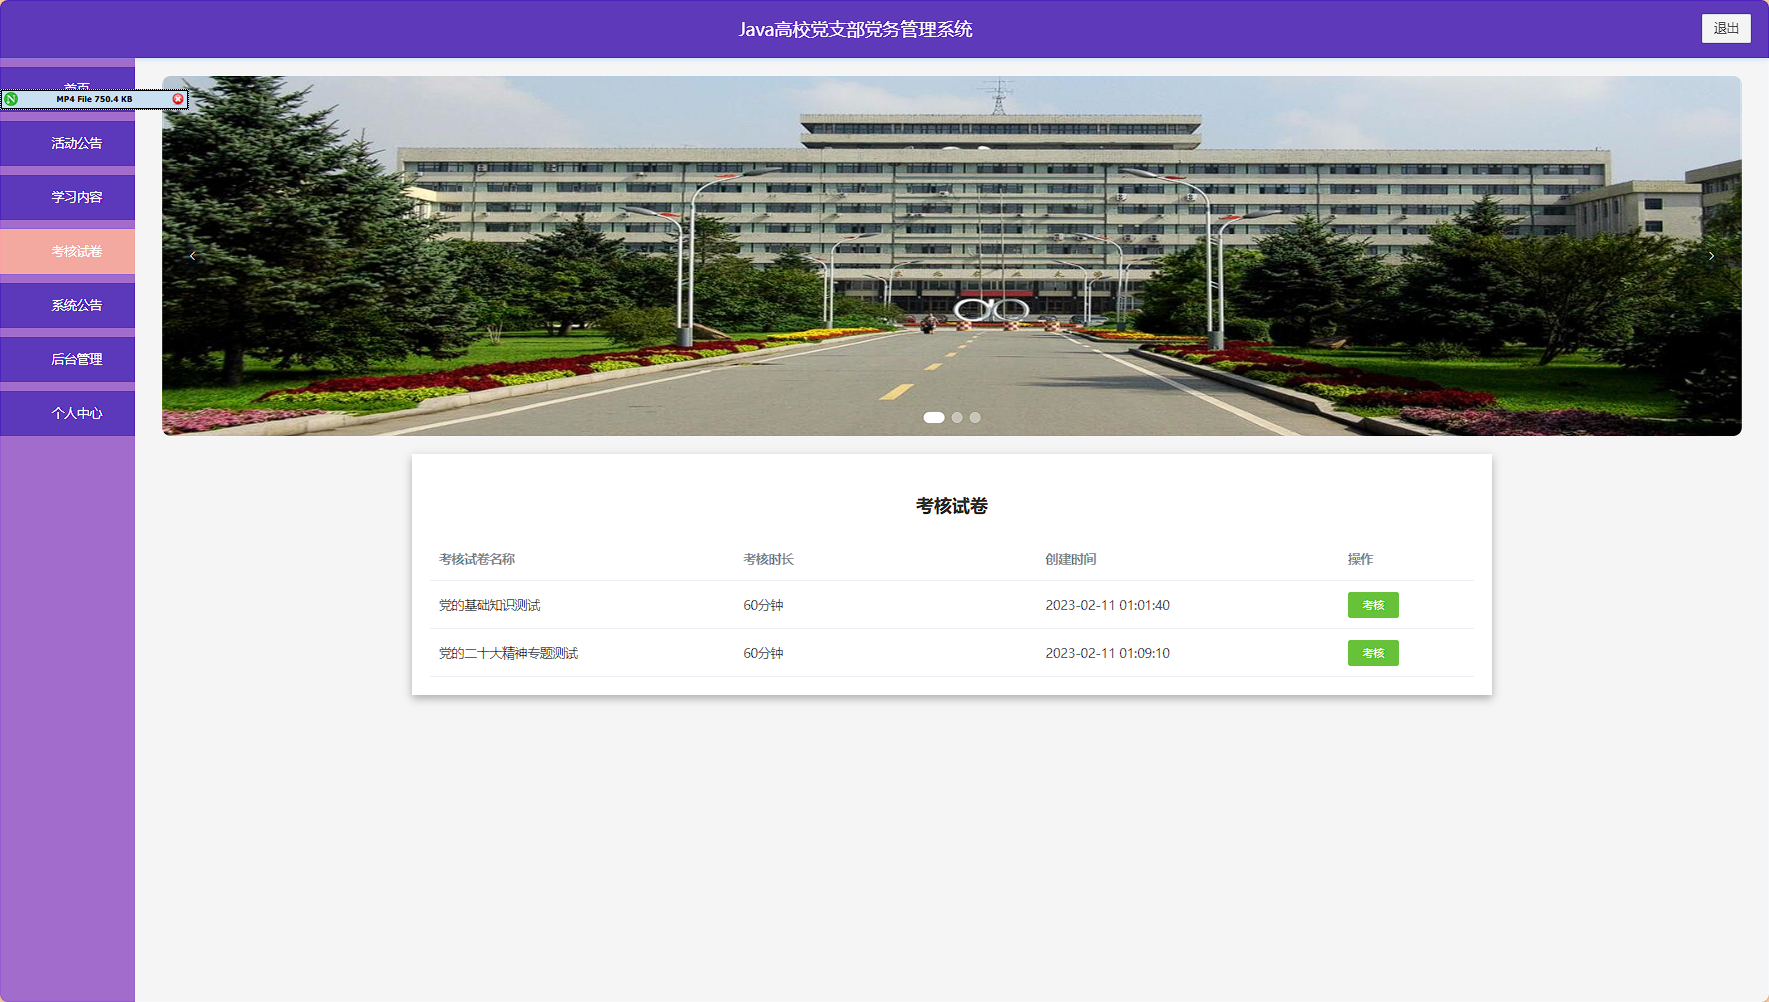 Java高校党支部党务管理系统
退出
首页
MP4 File 750.4 KB
活动公告
学习内容
考核试卷
系统公告
后台管理
个人中心
考核试卷
考核试卷名称 考核时长 创建时间 操作
党的基础知识测试 60分钟 2023-02-11 01:01:40 考核
党的二十大精神专题测试 60分钟 2023-02-11 01:09:10 考核